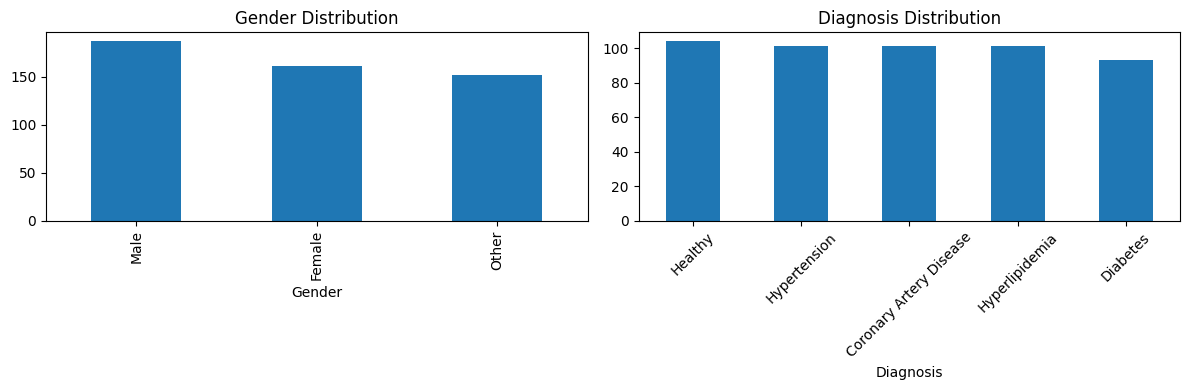 Gender Distribution
150
100
50
0
Male
Female
Other
Gender
Diagnosis Distribution
100
80
60
40
20
0
Healthy
Hypertension
Coronary Artery Disease
Hyperlipidemia
Diabetes
Diagnosis